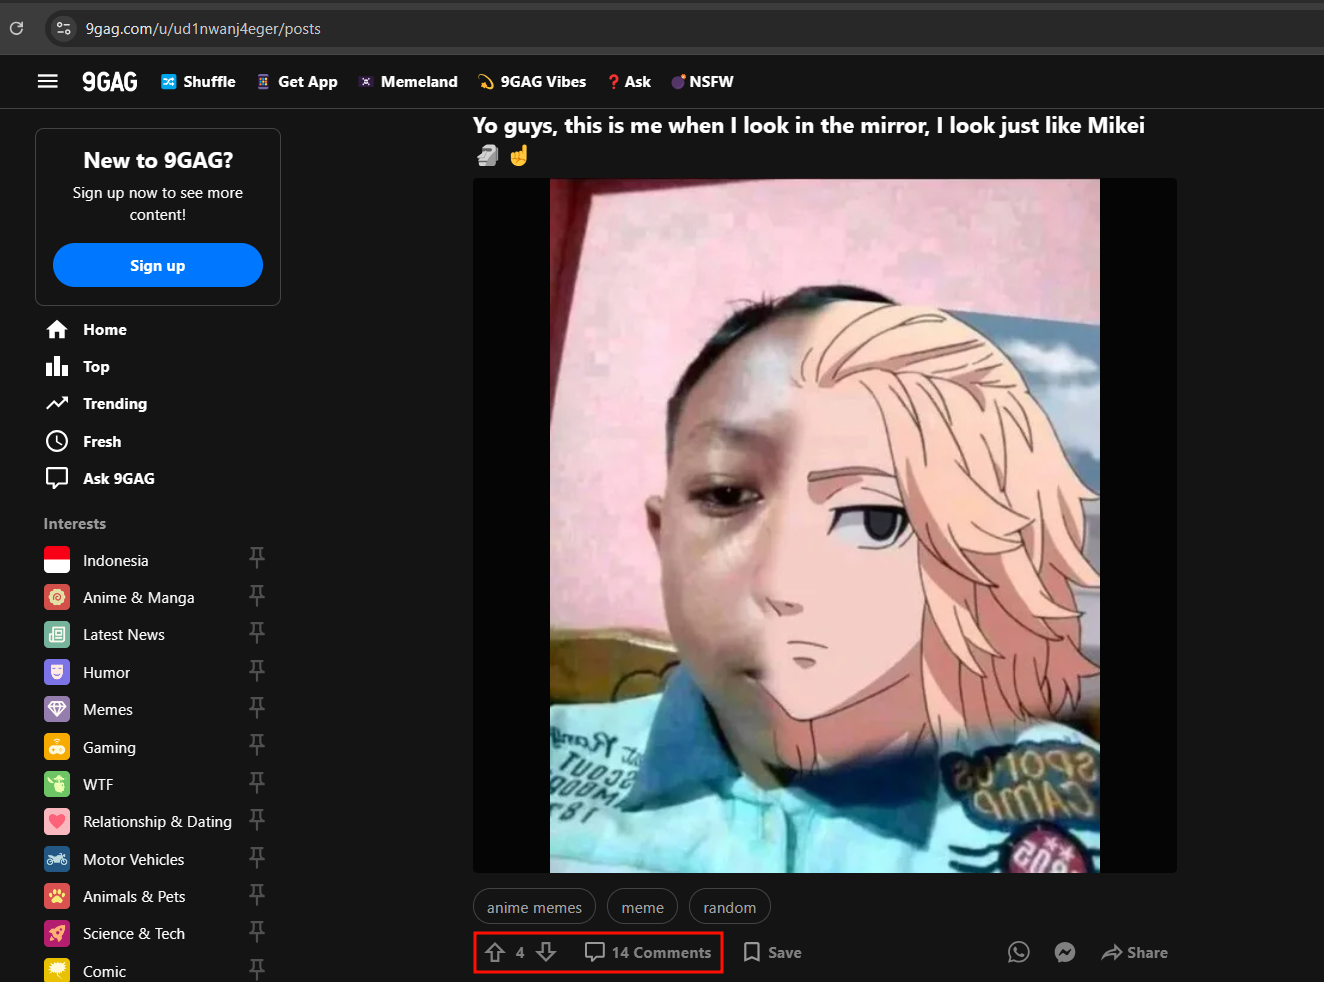 9gag.com/u/ud1nwanj4eger/posts
9GAG Shuffle Get App Memeland 9GAG Vibes Ask NSFW
New to 9GAG?
Sign up now to see more
content!
Sign up
Home
Top
Trending
Fresh
Ask 9GAG
Interests
Indonesia
Anime & Manga
Latest News
Humor
Memes
Gaming
WTF
Relationship & Dating
Motor Vehicles
Animals & Pets
Science & Tech
Comic
Yo guys, this is me when I look in the mirror, I look just like Mikei
🗿 ☝️
SCOUT
SPORTS
CAMP
anime memes meme random
4 14 Comments Save Share